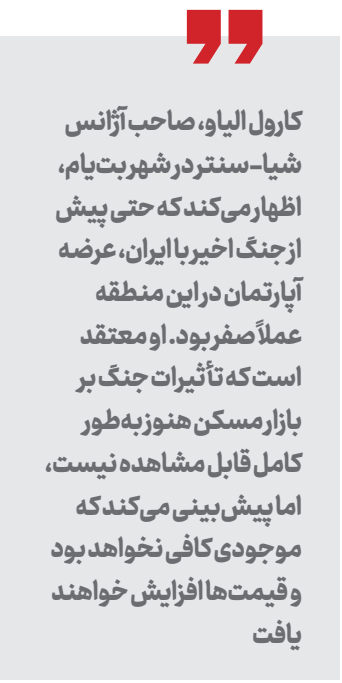 کارول الیاو، صاحب آژانس
شیا-سنتر در شهر بت‌یام،
اظهار می‌کند که حتی پیش
از جنگ اخیر با ایران، عرضه
آپارتمان در این منطقه
عملاً صفر بود. او معتقد
است که تأثیرات جنگ بر
بازار مسکن هنوز به‌طور
کامل قابل مشاهده نیست،
اما پیش‌بینی می‌کند که
موجودی کافی نخواهد بود
و قیمت‌ها افزایش خواهند
یافت